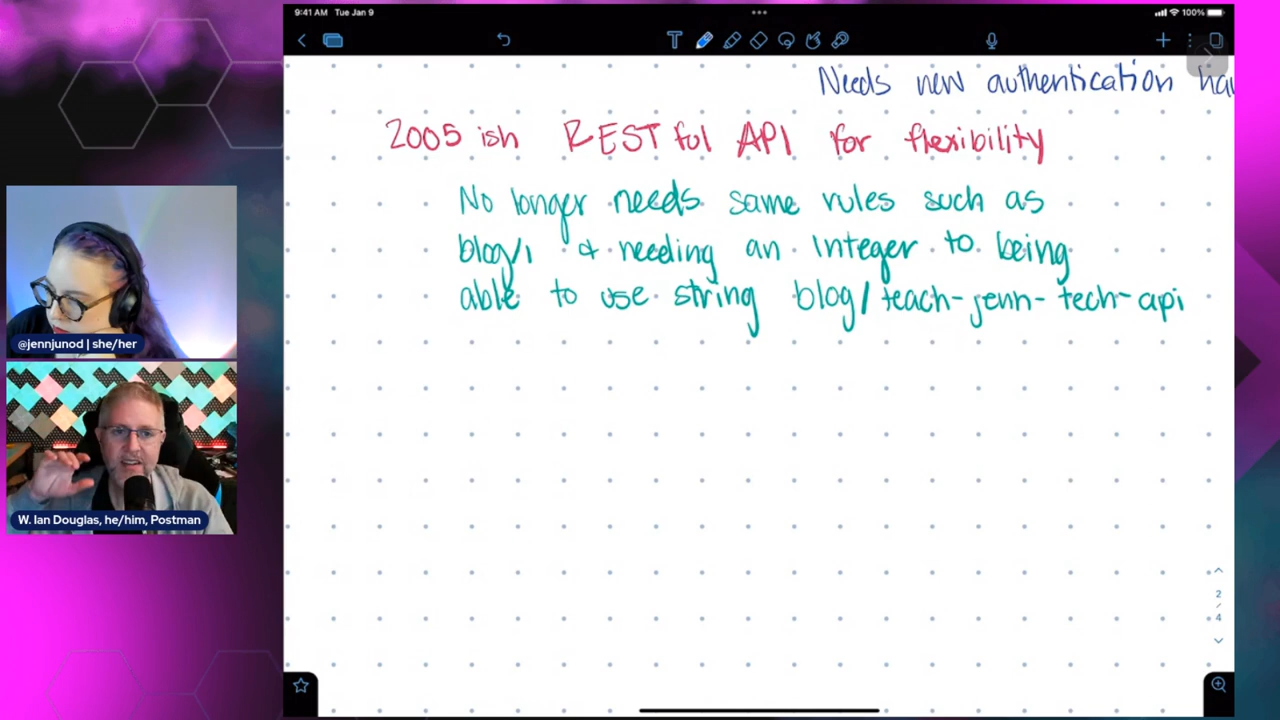 9:41 AM Tue Jan 9
100%
Needs new authentication
2005 ish RESTful API for flexibility
No longer needs same rules such as
blog/1 & needing an integer to being
able to use string blog/teach-jenn-tech-api
@jennjunod | she/her
W. Ian Douglas, he/him, Postman
2
/
4